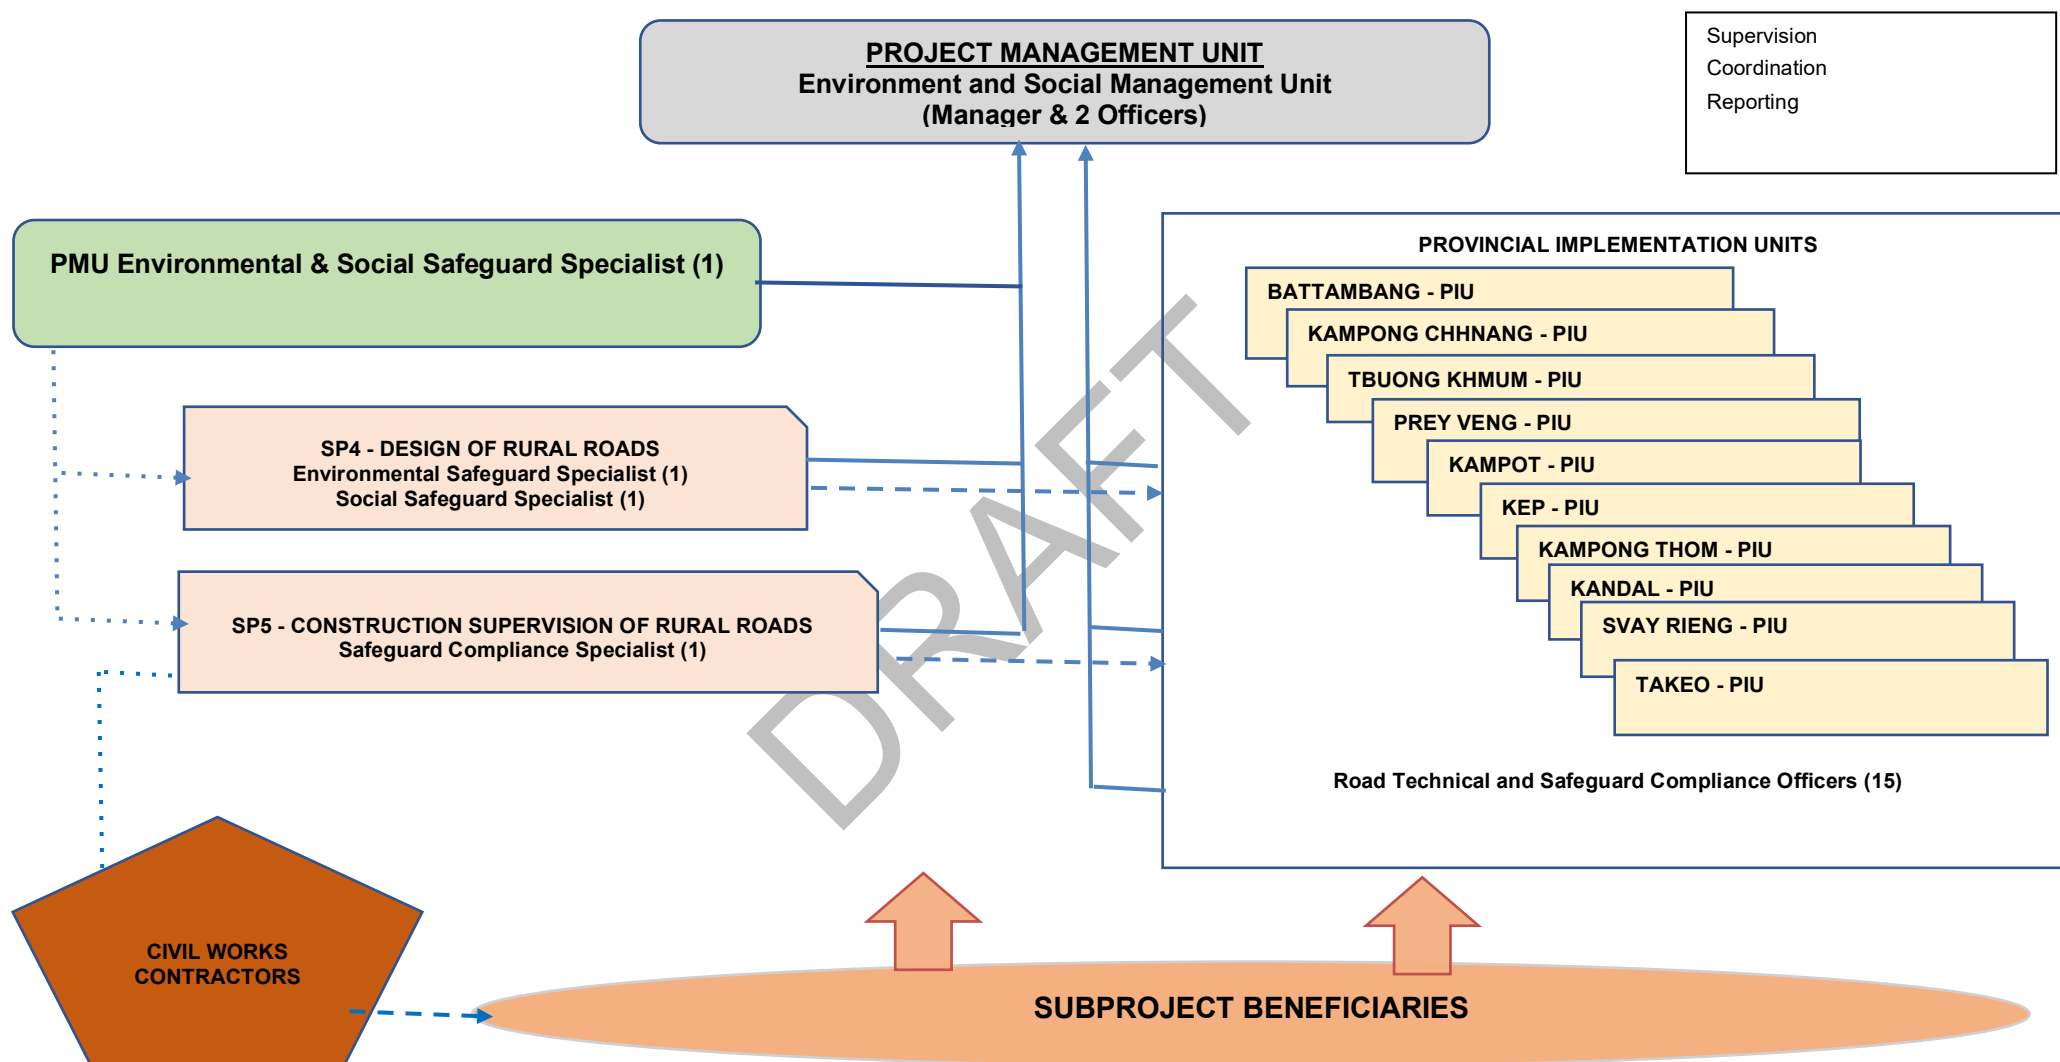 PROJECT MANAGEMENT UNIT
Environment and Social Management Unit
(Manager & 2 Officers)
Supervision
Coordination
Reporting
PMU Environmental & Social Safeguard Specialist (1)
SP4 - DESIGN OF RURAL ROADS
Environmental Safeguard Specialist (1)
Social Safeguard Specialist (1)
SP5 - CONSTRUCTION SUPERVISION OF RURAL ROADS
Safeguard Compliance Specialist (1)
DRAFT
PROVINCIAL IMPLEMENTATION UNITS
BATTAMBANG - PIU
KAMPONG CHHNANG - PIU
TBUONG KHMUM - PIU
PREY VENG - PIU
KAMPOT - PIU
KEP - PIU
KAMPONG THOM - PIU
KANDAL - PIU
SVAY RIENG - PIU
TAKEO - PIU
Road Technical and Safeguard Compliance Officers (15)
CIVIL WORKS
CONTRACTORS
SUBPROJECT BENEFICIARIES